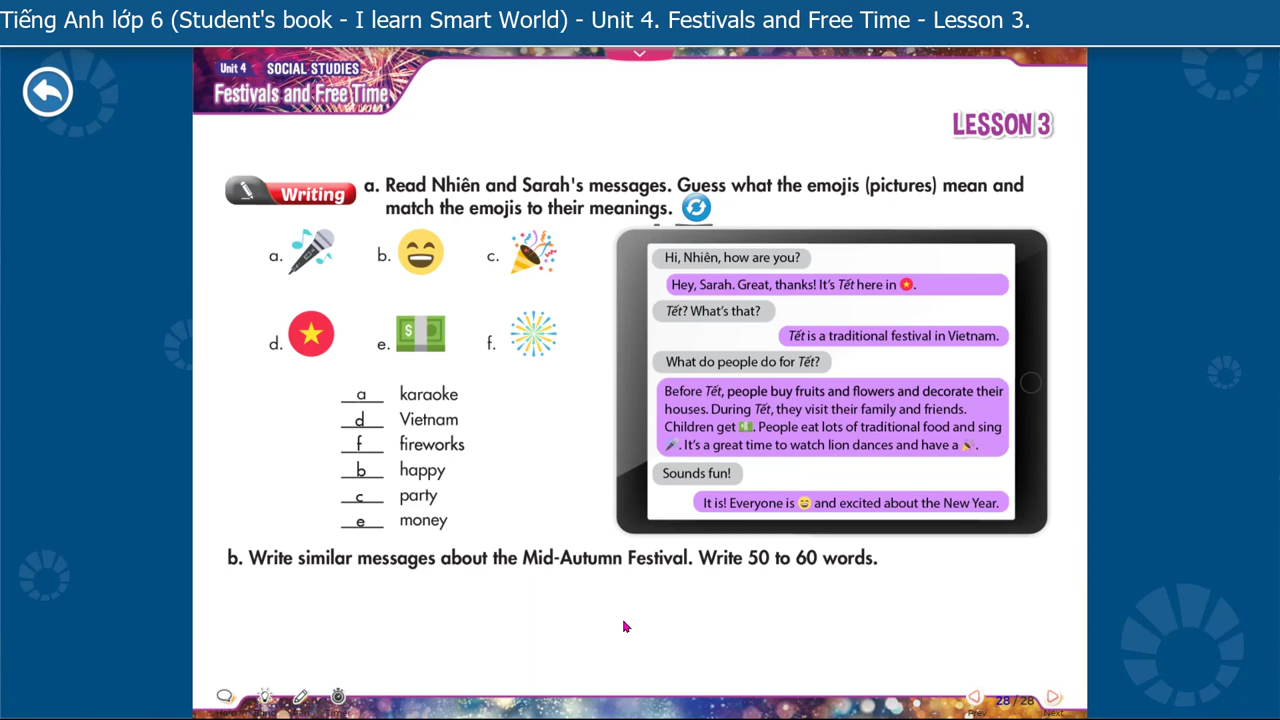 Tiếng Anh lớp 6 (Student's book - I learn Smart World) - Unit 4. Festivals and Free Time - Lesson 3.
Unit 4 SOCIAL STUDIES
Festivals and Free Time
LESSON 3
Writing
a. Read Nhiên and Sarah's messages. Guess what the emojis (pictures) mean and
match the emojis to their meanings.
a. b. c.
d. e. f.
a karaoke
d Vietnam
f fireworks
b happy
c party
e money
Hi, Nhiên, how are you?
Hey, Sarah. Great, thanks! It's Tết here in .
Tết? What's that?
Tết is a traditional festival in Vietnam.
What do people do for Tết?
Before Tết, people buy fruits and flowers and decorate their
houses. During Tết, they visit their family and friends.
Children get . People eat lots of traditional food and sing
. It's a great time to watch lion dances and have a .
Sounds fun!
It is! Everyone is and excited about the New Year.
b. Write similar messages about the Mid-Autumn Festival. Write 50 to 60 words.
28 / 28
Prev
Next